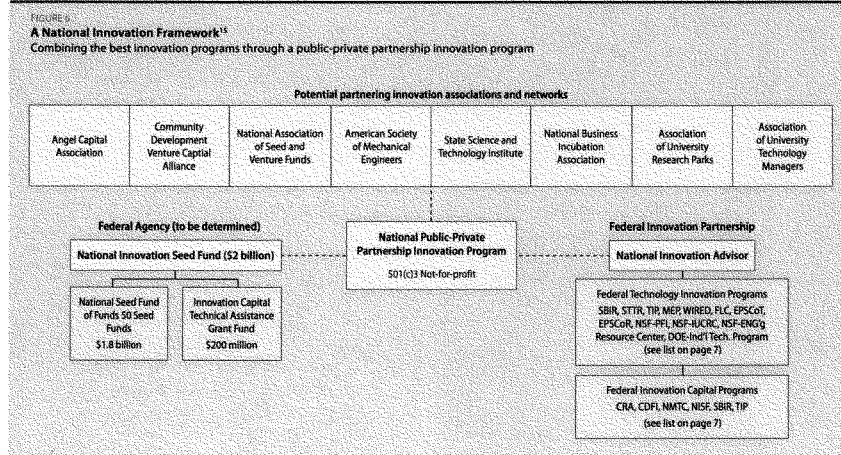 FIGURE 6
A National Innovation Framework¹⁵
Combining the best innovation programs through a public-private partnership innovation program
Potential partnering innovation associations and networks
Angel Capital
Association
Community
Development
Venture Captial
Alliance
National Association
of Seed and
Venture Funds
American Society
of Mechanical
Engineers
State Science and
Technology Institute
National Business
Incubation
Association
Association
of University
Research Parks
Association
of University
Technology
Managers
Federal Agency (to be determined)
National Innovation Seed Fund ($2 billion)
National Seed Fund
of Funds 50 Seed
Funds
$1.8 billion
Innovation Capital
Technical Assistance
Grant Fund
$200 million
National Public-Private
Partnership Innovation Program
501(c)3 Not-for-profit
Federal Innovation Partnership
National Innovation Advisor
Federal Technology Innovation Programs
SBIR, STTR, TIP, MEP, WIRED, FLC, EPSCoT,
EPSCoR, NSF-PFI, NSF-IUCRC, NSF-ENG'g
Resource Center, DOE-Ind'l Tech. Program
(see list on page 7)
Federal Innovation Capital Programs
CRA, CDFI, NMTC, NISF, SBIR, TIP
(see list on page 7)